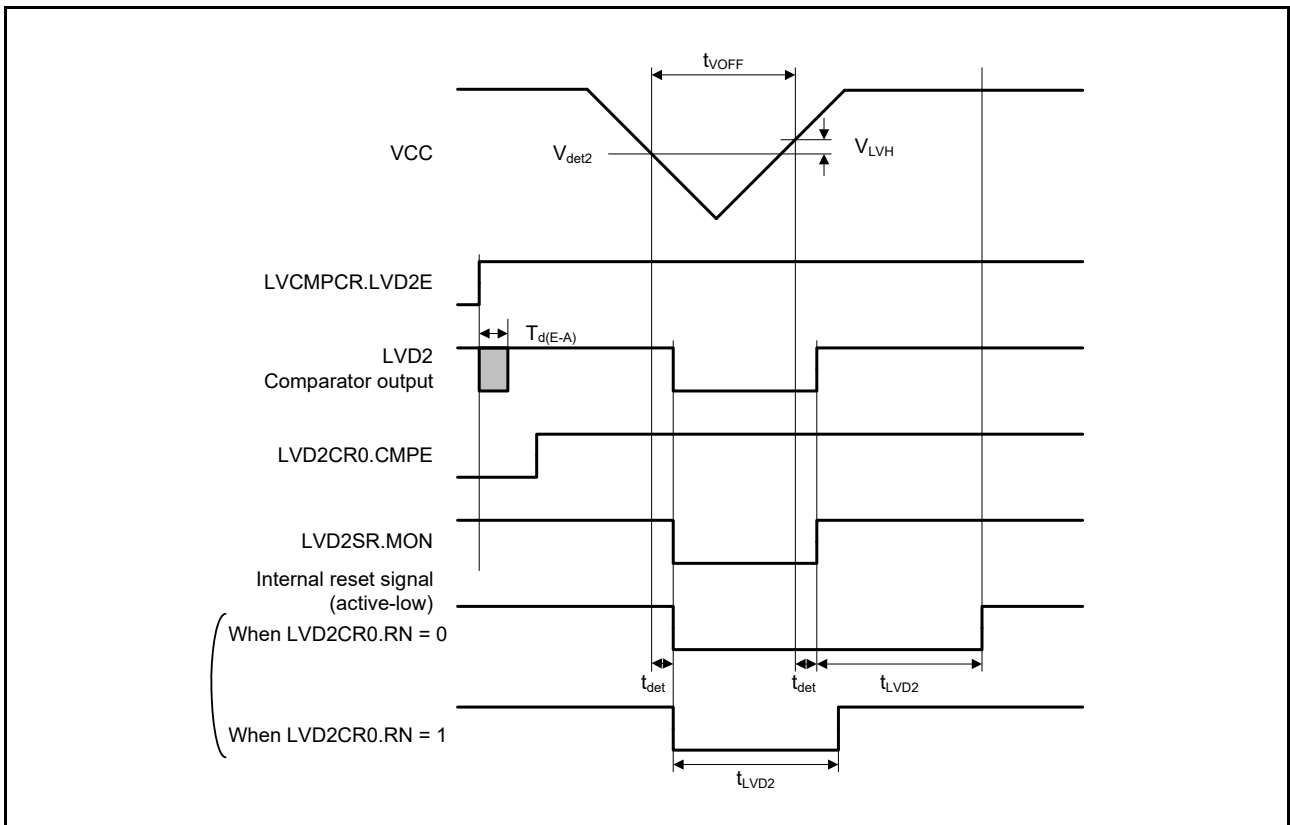 tVOFF
VCC
Vdet2
VLVH
LVCMPCR.LVD2E
Td(E-A)
LVD2
Comparator output
LVD2CR0.CMPE
LVD2SR.MON
Internal reset signal
(active-low)
When LVD2CR0.RN = 0
tdet
tdet
tLVD2
When LVD2CR0.RN = 1
tLVD2